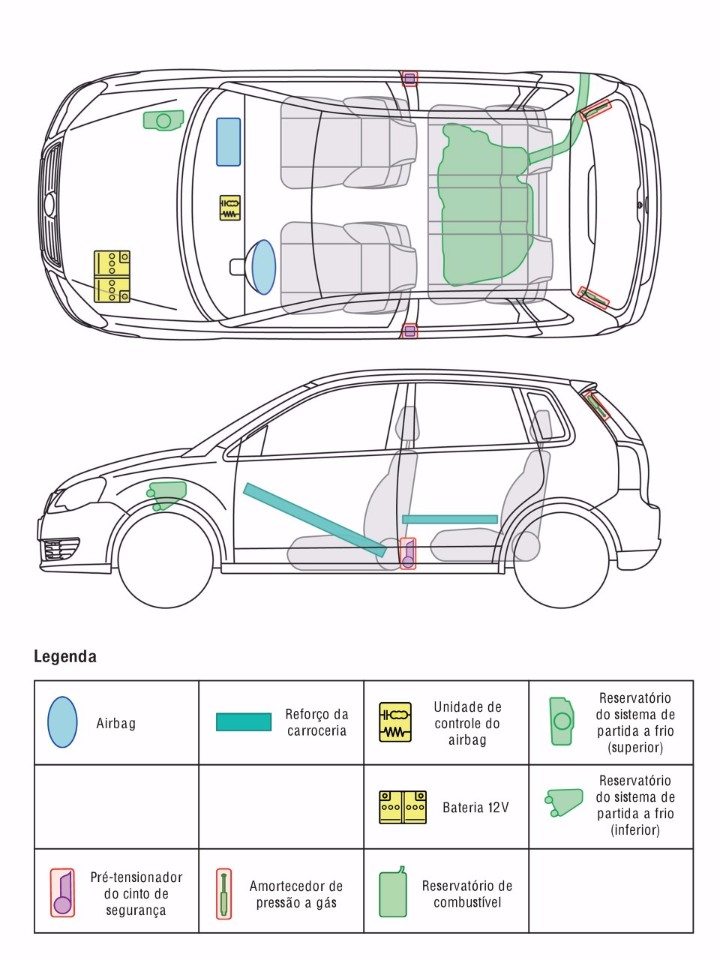 Legenda
Airbag
Reforço da
carroceria
Unidade de
controle do
airbag
Reservatório
do sistema de
partida a frio
(superior)
Bateria 12V
Reservatório
do sistema de
partida a frio
(inferior)
Pré-tensionador
do cinto de
segurança
Amortecedor de
pressão a gás
Reservatório de
combustível